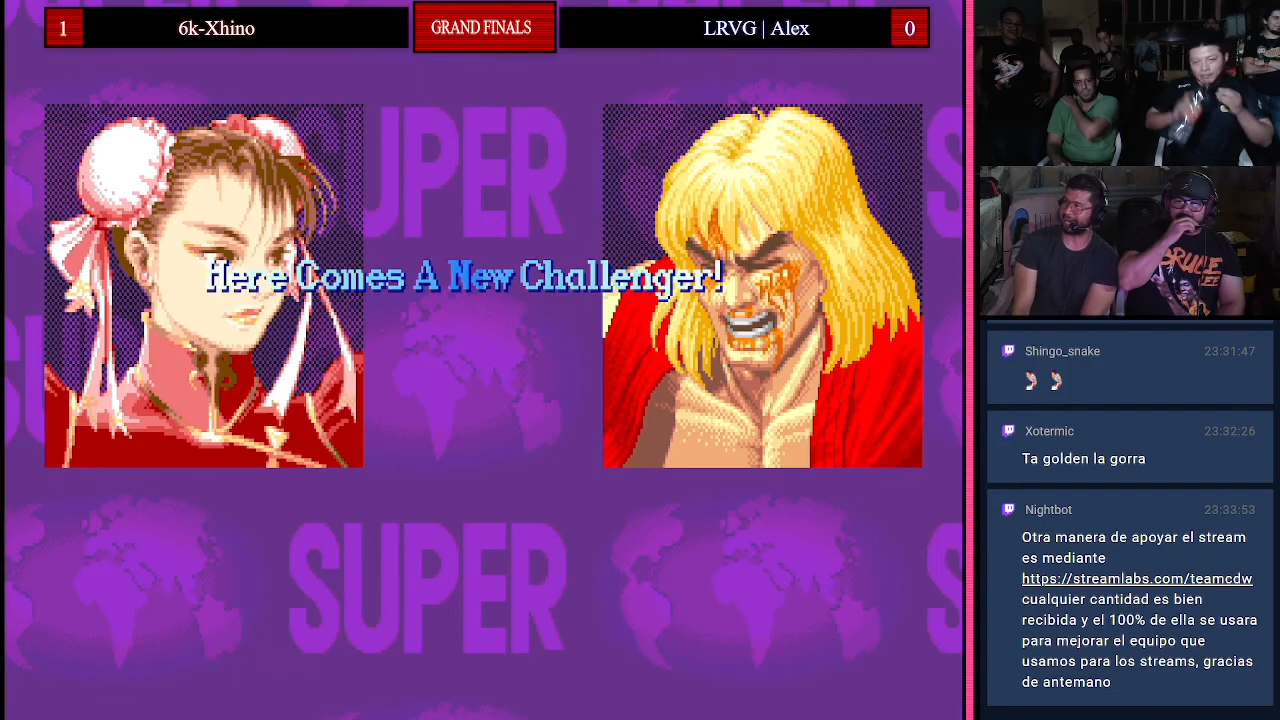 1 6k-Xhino GRAND FINALS LRVG | Alex 0
SUPER
Here Comes A New Challenger!
SUPER
BRUCE
LEE
Shingo_snake 23:31:47
Xotermic 23:32:26
Ta golden la gorra
Nightbot 23:33:53
Otra manera de apoyar el stream
es mediante
https://streamlabs.com/teamcdw
cualquier cantidad es bien
recibida y el 100% de ella se usara
para mejorar el equipo que
usamos para los streams, gracias
de antemano